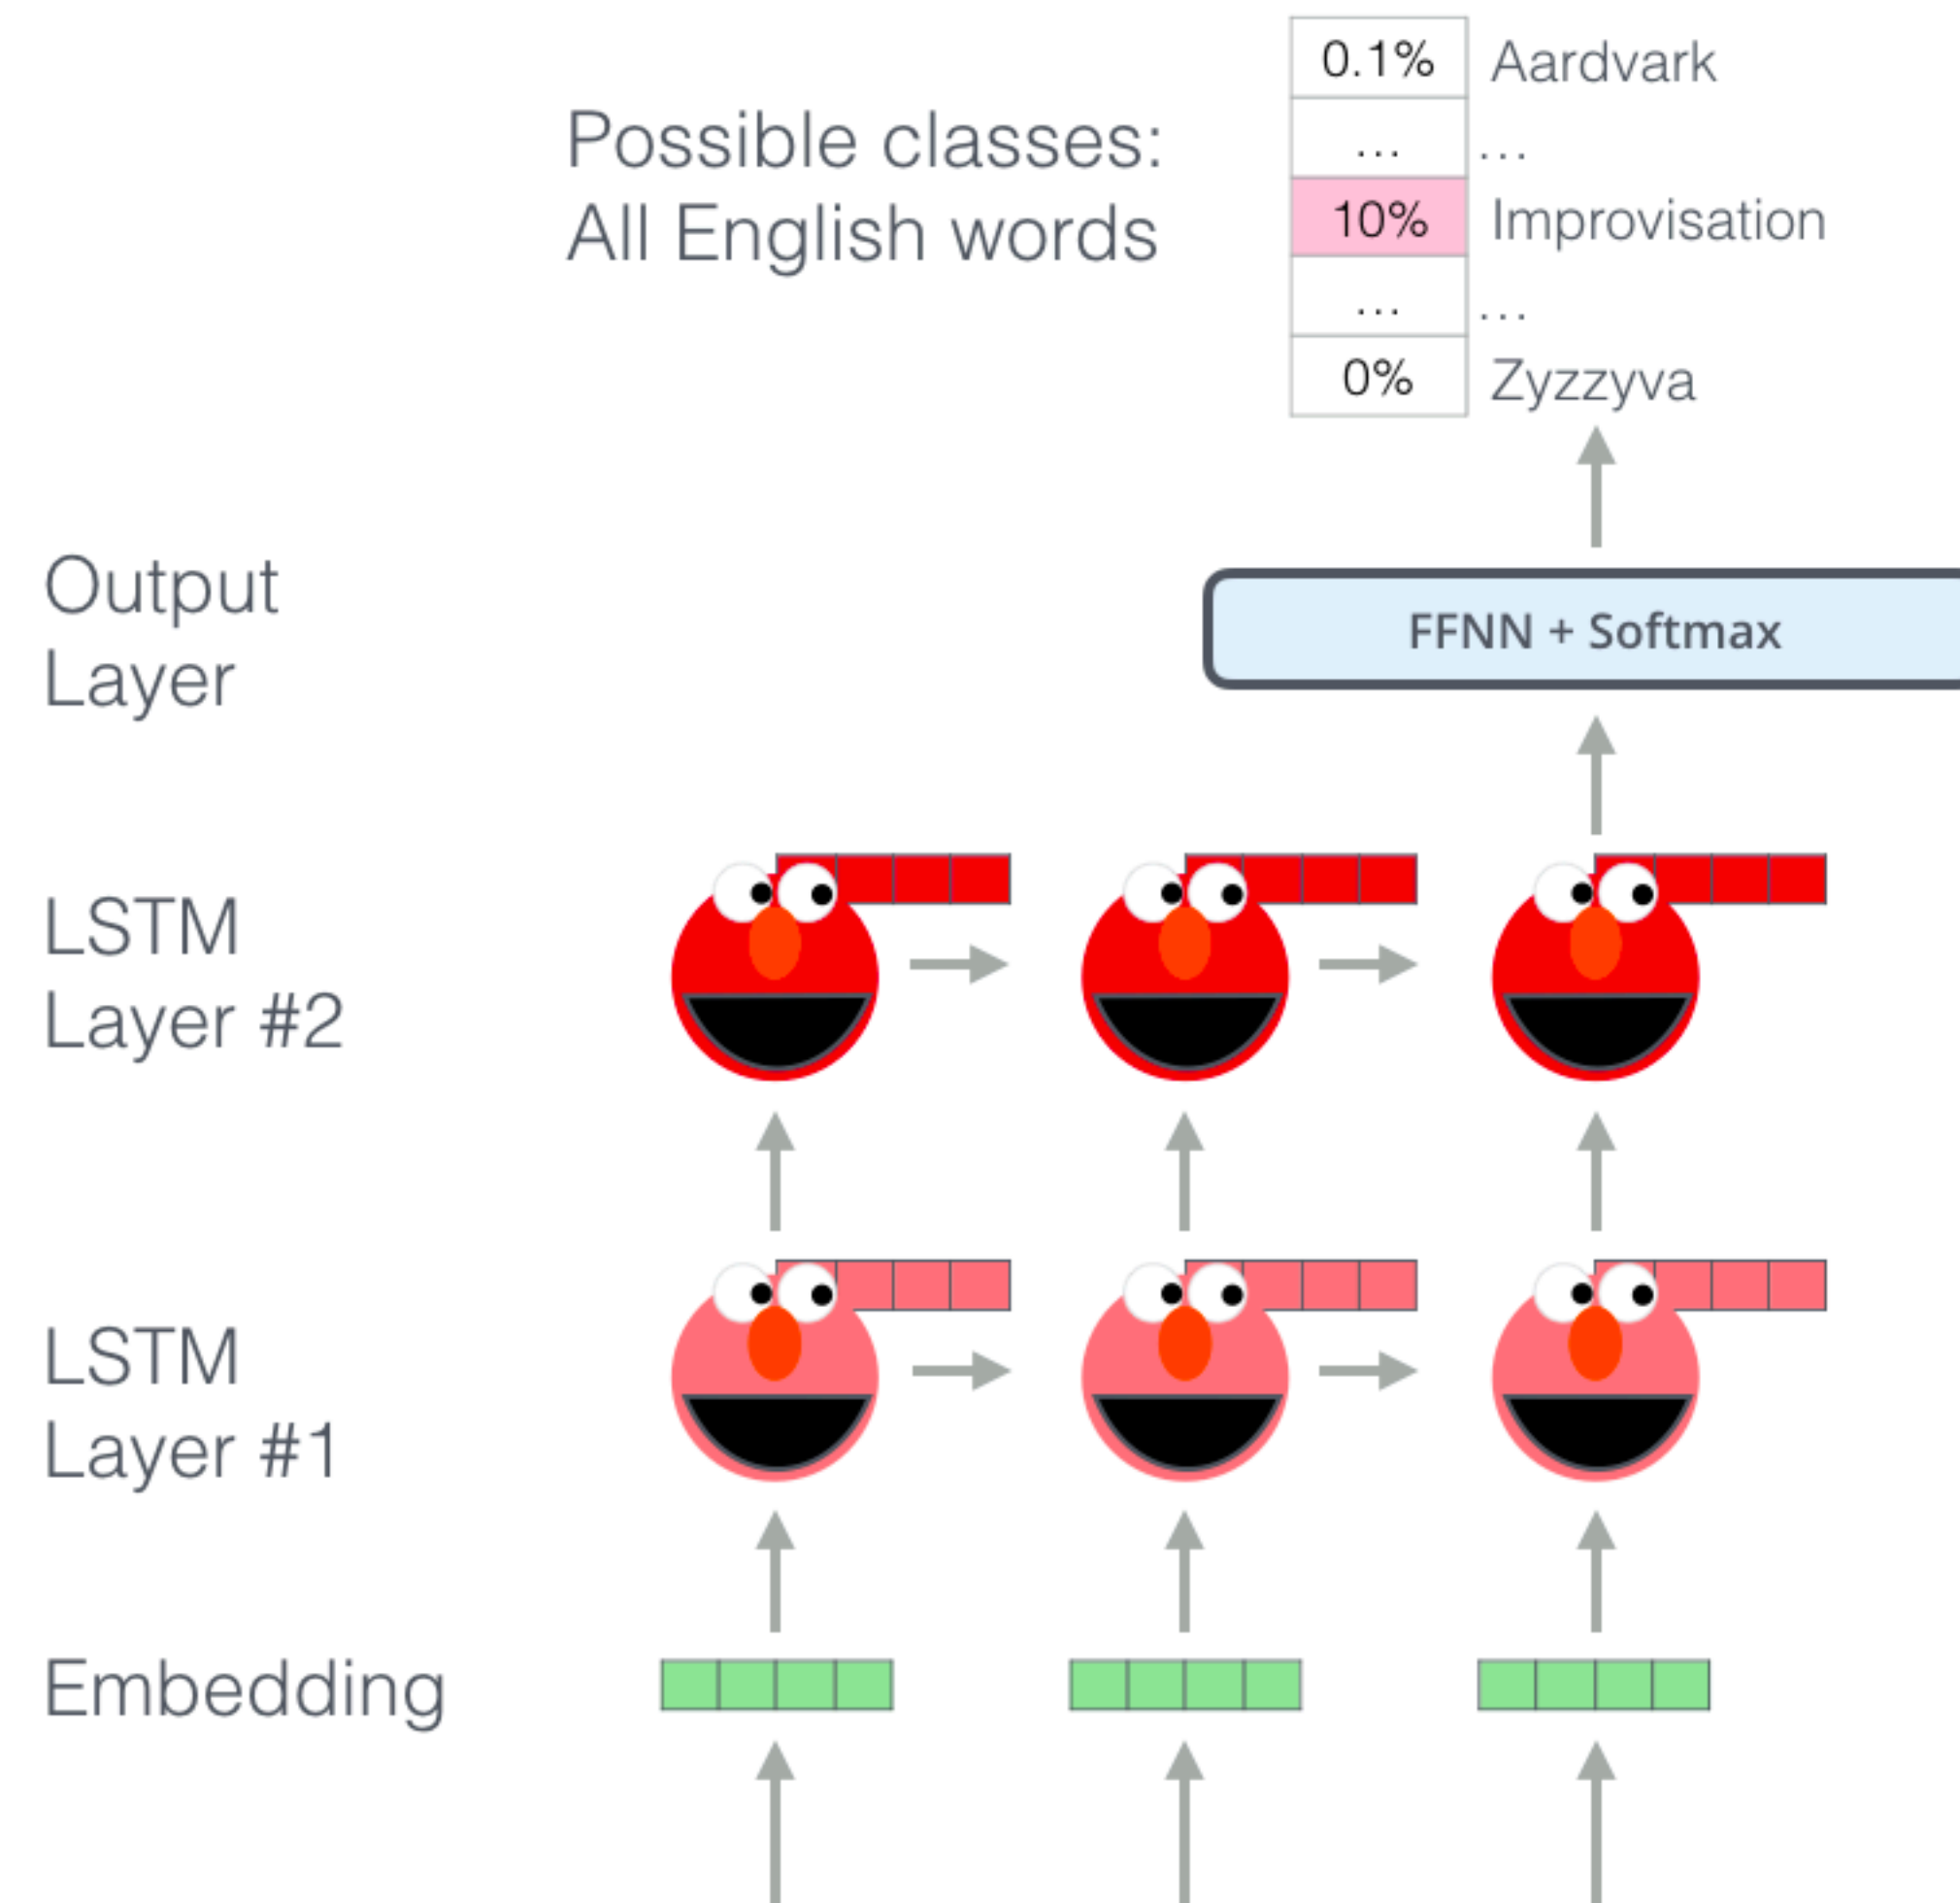 0.1% Aardvark
Possible classes:
... ...
All English words
10% Improvisation
... ...
0% Zyzzyva
Output
Layer
FFNN + Softmax
LSTM
Layer #2
LSTM
Layer #1
Embedding